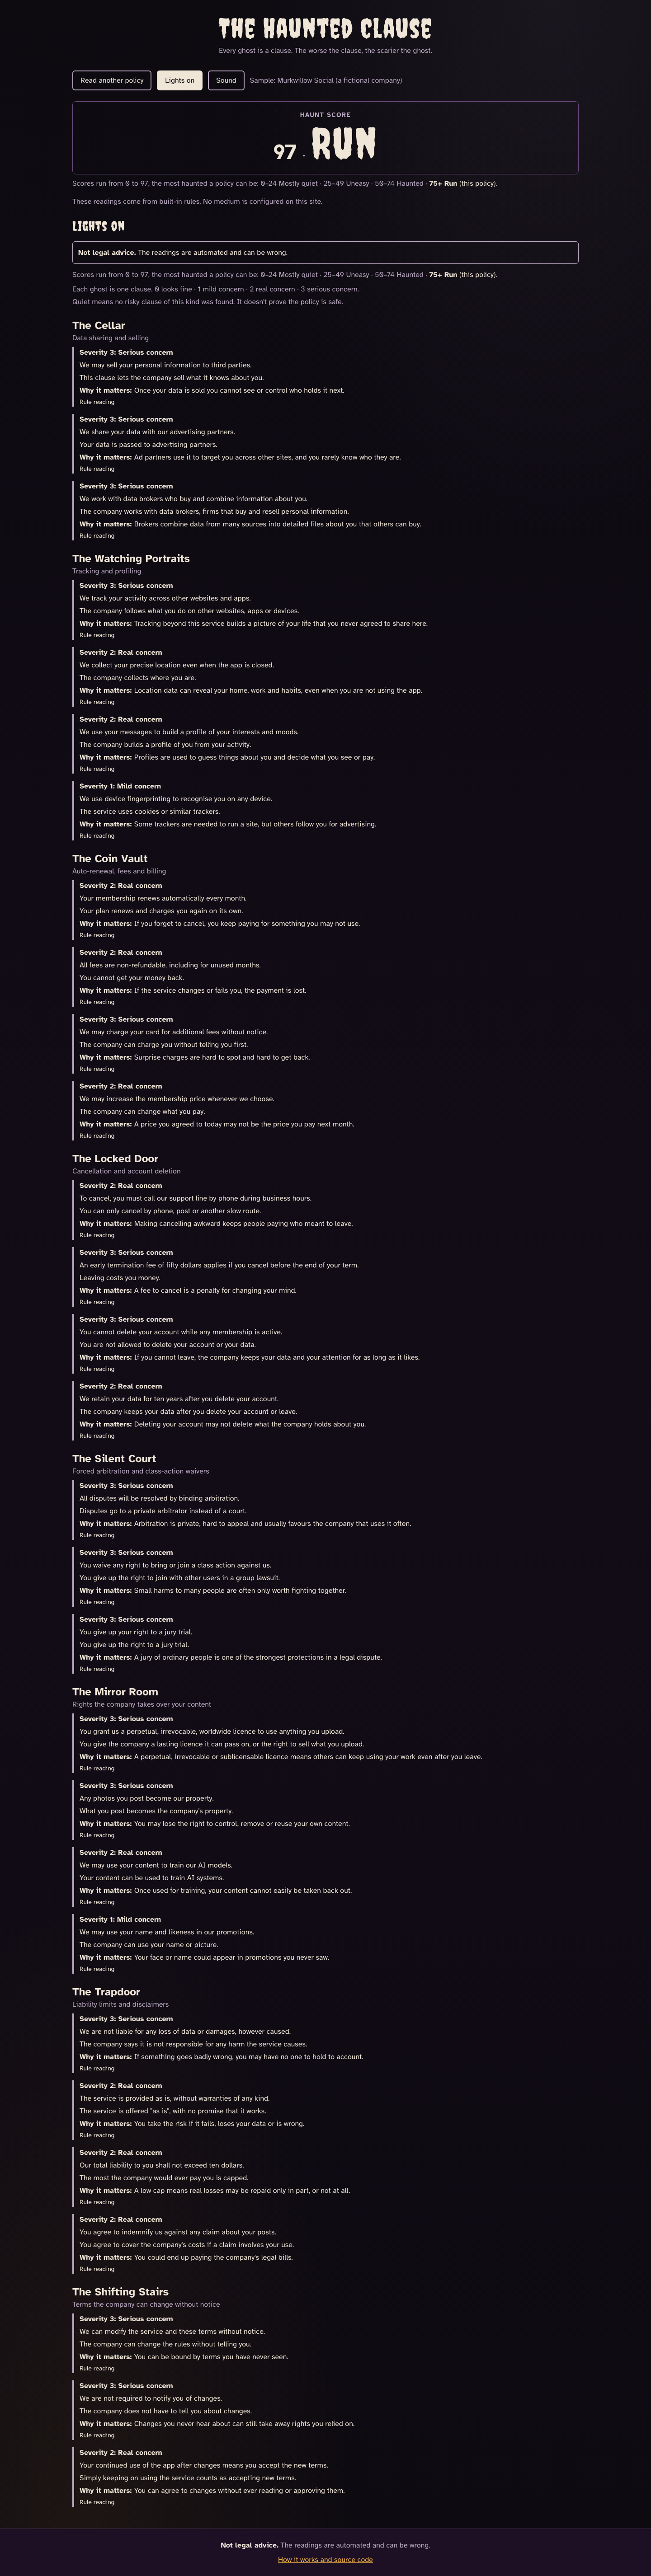 THE HAUNTED CLAUSE
Every ghost is a clause. The worse the clause, the scarier the ghost.
Read another policy
Lights on
Sound
Sample: Murkwillow Social (a fictional company)
HAUNT SCORE
97 · RUN
Scores run from 0 to 97, the most haunted a policy can be: 0–24 Mostly quiet · 25–49 Uneasy · 50–74 Haunted · 75+ Run (this policy).
These readings come from built-in rules. No medium is configured on this site.
LIGHTS ON
Not legal advice. The readings are automated and can be wrong.
Scores run from 0 to 97, the most haunted a policy can be: 0–24 Mostly quiet · 25–49 Uneasy · 50–74 Haunted · 75+ Run (this policy).
Each ghost is one clause. 0 looks fine · 1 mild concern · 2 real concern · 3 serious concern.
Quiet means no risky clause of this kind was found. It doesn't prove the policy is safe.
The Cellar
Data sharing and selling
Severity 3: Serious concern
We may sell your personal information to third parties.
This clause lets the company sell what it knows about you.
Why it matters: Once your data is sold you cannot see or control who holds it next.
Rule reading
Severity 3: Serious concern
We share your data with our advertising partners.
Your data is passed to advertising partners.
Why it matters: Ad partners use it to target you across other sites, and you rarely know who they are.
Rule reading
Severity 3: Serious concern
We work with data brokers who buy and combine information about you.
The company works with data brokers, firms that buy and resell personal information.
Why it matters: Brokers combine data from many sources into detailed files about you that others can buy.
Rule reading
The Watching Portraits
Tracking and profiling
Severity 3: Serious concern
We track your activity across other websites and apps.
The company follows what you do on other websites, apps or devices.
Why it matters: Tracking beyond this service builds a picture of your life that you never agreed to share here.
Rule reading
Severity 2: Real concern
We collect your precise location even when the app is closed.
The company collects where you are.
Why it matters: Location data can reveal your home, work and habits, even when you are not using the app.
Rule reading
Severity 2: Real concern
We use your messages to build a profile of your interests and moods.
The company builds a profile of you from your activity.
Why it matters: Profiles are used to guess things about you and decide what you see or pay.
Rule reading
Severity 1: Mild concern
We use device fingerprinting to recognise you on any device.
The service uses cookies or similar trackers.
Why it matters: Some trackers are needed to run a site, but others follow you for advertising.
Rule reading
The Coin Vault
Auto-renewal, fees and billing
Severity 2: Real concern
Your membership renews automatically every month.
Your plan renews and charges you again on its own.
Why it matters: If you forget to cancel, you keep paying for something you may not use.
Rule reading
Severity 2: Real concern
All fees are non-refundable, including for unused months.
You cannot get your money back.
Why it matters: If the service changes or fails you, the payment is lost.
Rule reading
Severity 3: Serious concern
We may charge your card for additional fees without notice.
The company can charge you without telling you first.
Why it matters: Surprise charges are hard to spot and hard to get back.
Rule reading
Severity 2: Real concern
We may increase the membership price whenever we choose.
The company can change what you pay.
Why it matters: A price you agreed to today may not be the price you pay next month.
Rule reading
The Locked Door
Cancellation and account deletion
Severity 2: Real concern
To cancel, you must call our support line by phone during business hours.
You can only cancel by phone, post or another slow route.
Why it matters: Making cancelling awkward keeps people paying who meant to leave.
Rule reading
Severity 3: Serious concern
An early termination fee of fifty dollars applies if you cancel before the end of your term.
Leaving costs you money.
Why it matters: A fee to cancel is a penalty for changing your mind.
Rule reading
Severity 3: Serious concern
You cannot delete your account while any membership is active.
You are not allowed to delete your account or your data.
Why it matters: If you cannot leave, the company keeps your data and your attention for as long as it likes.
Rule reading
Severity 2: Real concern
We retain your data for ten years after you delete your account.
The company keeps your data after you delete your account or leave.
Why it matters: Deleting your account may not delete what the company holds about you.
Rule reading
The Silent Court
Forced arbitration and class-action waivers
Severity 3: Serious concern
All disputes will be resolved by binding arbitration.
Disputes go to a private arbitrator instead of a court.
Why it matters: Arbitration is private, hard to appeal and usually favours the company that uses it often.
Rule reading
Severity 3: Serious concern
You waive any right to bring or join a class action against us.
You give up the right to join with other users in a group lawsuit.
Why it matters: Small harms to many people are often only worth fighting together.
Rule reading
Severity 3: Serious concern
You give up your right to a jury trial.
You give up the right to a jury trial.
Why it matters: A jury of ordinary people is one of the strongest protections in a legal dispute.
Rule reading
The Mirror Room
Rights the company takes over your content
Severity 3: Serious concern
You grant us a perpetual, irrevocable, worldwide licence to use anything you upload.
You give the company a lasting licence it can pass on, or the right to sell what you upload.
Why it matters: A perpetual, irrevocable or sublicensable licence means others can keep using your work even after you leave.
Rule reading
Severity 3: Serious concern
Any photos you post become our property.
What you post becomes the company's property.
Why it matters: You may lose the right to control, remove or reuse your own content.
Rule reading
Severity 2: Real concern
We may use your content to train our AI models.
Your content can be used to train AI systems.
Why it matters: Once used for training, your content cannot easily be taken back out.
Rule reading
Severity 1: Mild concern
We may use your name and likeness in our promotions.
The company can use your name or picture.
Why it matters: Your face or name could appear in promotions you never saw.
Rule reading
The Trapdoor
Liability limits and disclaimers
Severity 3: Serious concern
We are not liable for any loss of data or damages, however caused.
The company says it is not responsible for any harm the service causes.
Why it matters: If something goes badly wrong, you may have no one to hold to account.
Rule reading
Severity 2: Real concern
The service is provided as is, without warranties of any kind.
The service is offered "as is", with no promise that it works.
Why it matters: You take the risk if it fails, loses your data or is wrong.
Rule reading
Severity 2: Real concern
Our total liability to you shall not exceed ten dollars.
The most the company would ever pay you is capped.
Why it matters: A low cap means real losses may be repaid only in part, or not at all.
Rule reading
Severity 2: Real concern
You agree to indemnify us against any claim about your posts.
You agree to cover the company's costs if a claim involves your use.
Why it matters: You could end up paying the company's legal bills.
Rule reading
The Shifting Stairs
Terms the company can change without notice
Severity 3: Serious concern
We can modify the service and these terms without notice.
The company can change the rules without telling you.
Why it matters: You can be bound by terms you have never seen.
Rule reading
Severity 3: Serious concern
We are not required to notify you of changes.
The company does not have to tell you about changes.
Why it matters: Changes you never hear about can still take away rights you relied on.
Rule reading
Severity 2: Real concern
Your continued use of the app after changes means you accept the new terms.
Simply keeping on using the service counts as accepting new terms.
Why it matters: You can agree to changes without ever reading or approving them.
Rule reading
Not legal advice. The readings are automated and can be wrong.
How it works and source code